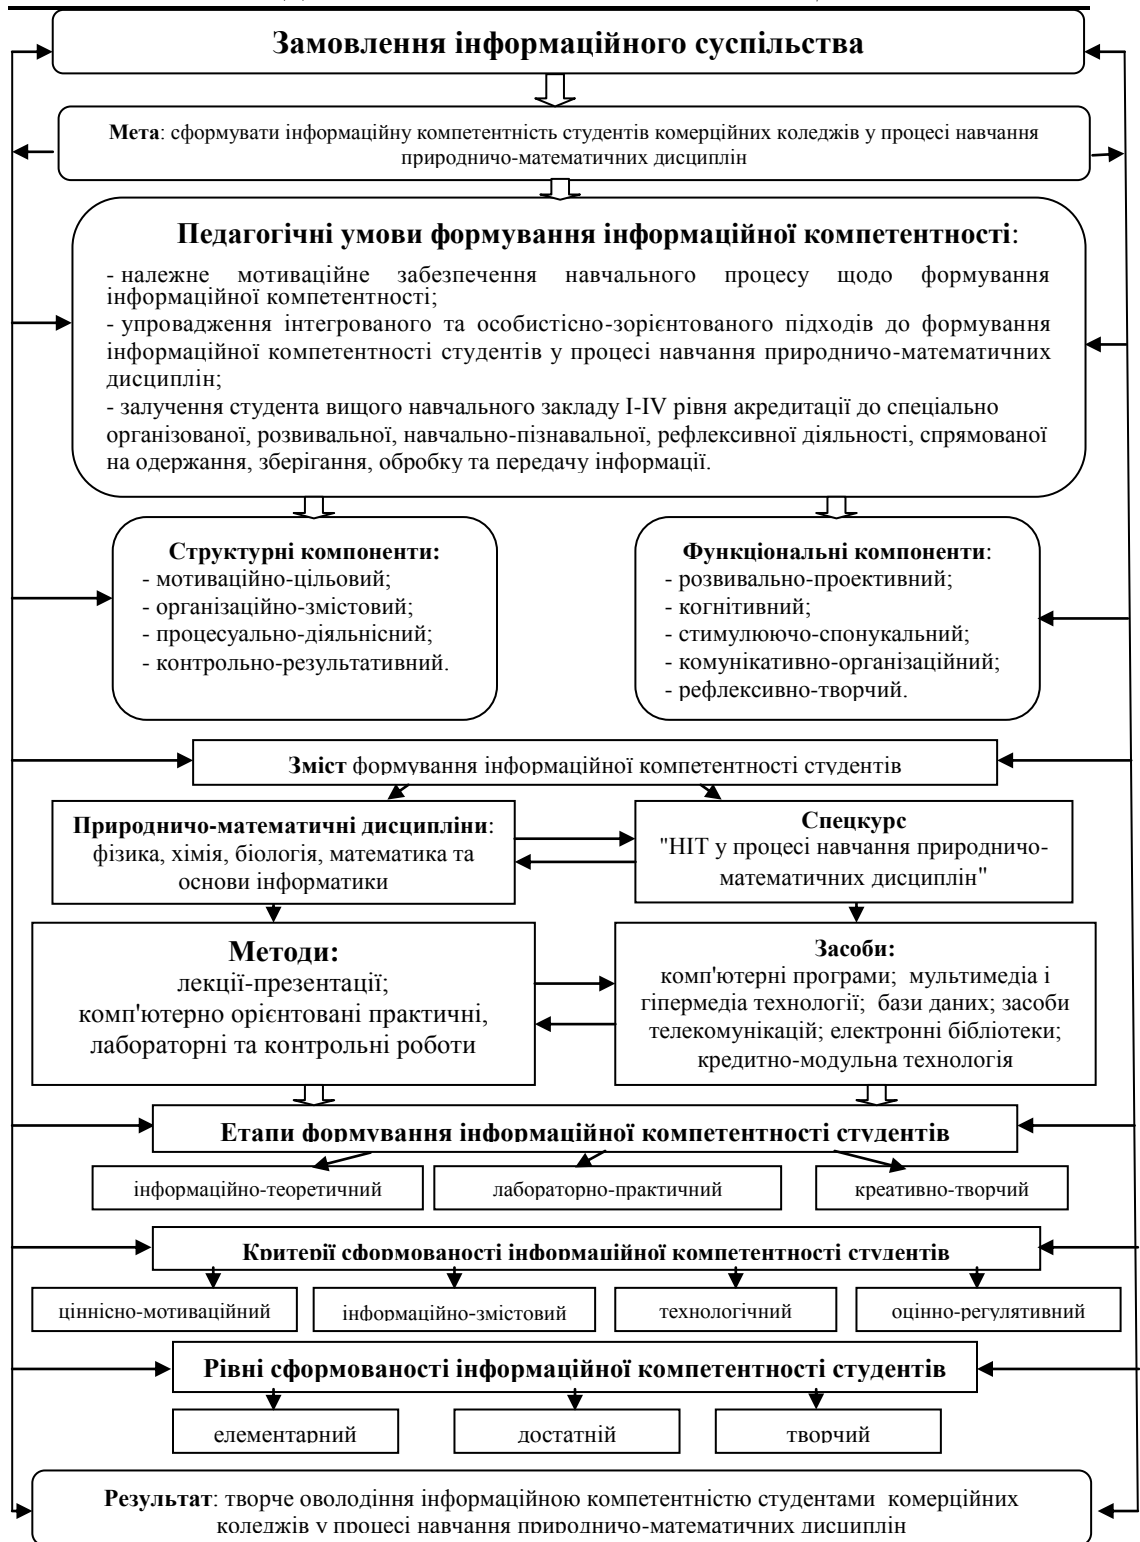 Замовлення інформаційного суспільства
Мета: сформувати інформаційну компетентність студентів комерційних коледжів у процесі навчання
природничо-математичних дисциплін
Педагогічні умови формування інформаційної компетентності:
- належне мотиваційне забезпечення навчального процесу щодо формування
інформаційної компетентності;
- упровадження інтегрованого та особистісно-зорієнтованого підходів до формування
інформаційної компетентності студентів у процесі навчання природничо-математичних
дисциплін;
- залучення студента вищого навчального закладу І-ІV рівня акредитації до спеціально
організованої, розвивальної, навчально-пізнавальної, рефлексивної діяльності, спрямованої
на одержання, зберігання, обробку та передачу інформації.
Структурні компоненти:
- мотиваційно-цільовий;
- організаційно-змістовий;
- процесуально-діяльнісний;
- контрольно-результативний.
Функціональні компоненти:
- розвивально-проективний;
- когнітивний;
- стимулюючо-спонукальний;
- комунікативно-організаційний;
- рефлексивно-творчий.
Зміст формування інформаційної компетентності студентів
Природничо-математичні дисципліни:
фізика, хімія, біологія, математика та
основи інформатики
Спецкурс
"НІТ у процесі навчання природничо-
математичних дисциплін"
Методи:
лекції-презентації;
комп'ютерно орієнтовані практичні,
лабораторні та контрольні роботи
Засоби:
комп'ютерні програми; мультимедіа і
гіпермедіа технології; бази даних; засоби
телекомунікацій; електронні бібліотеки;
кредитно-модульна технологія
Етапи формування інформаційної компетентності студентів
інформаційно-теоретичний
лабораторно-практичний
креативно-творчий
Критерії сформованості інформаційної компетентності студентів
ціннісно-мотиваційний
інформаційно-змістовий
технологічний
оцінно-регулятивний
Рівні сформованості інформаційної компетентності студентів
елементарний
достатній
творчий
Результат: творче оволодіння інформаційною компетентністю студентами комерційних
коледжів у процесі навчання природничо-математичних дисциплін